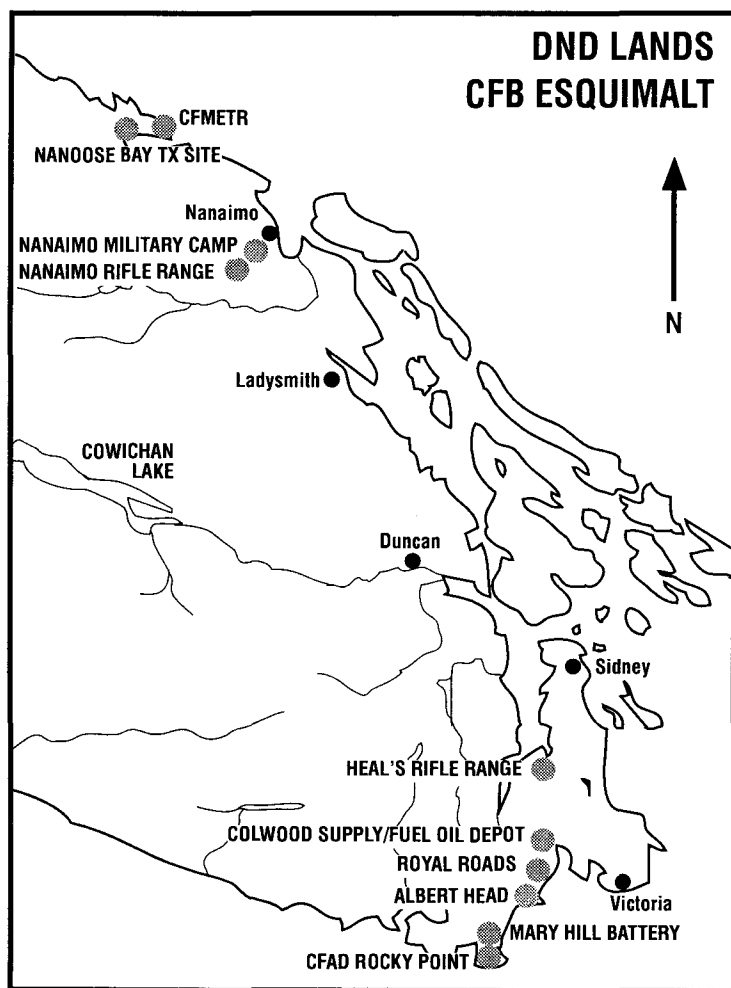 DND LANDS
CFB ESQUIMALT
CFMETR
NANOOSE BAY TX SITE
N
Nanaimo
NANAIMO MILITARY CAMP
NANAIMO RIFLE RANGE
Ladysmith
COWICHAN
LAKE
Duncan
Sidney
HEAL'S RIFLE RANGE
COLWOOD SUPPLY/FUEL OIL DEPOT
ROYAL ROADS
ALBERT HEAD
Victoria
MARY HILL BATTERY
CFAD ROCKY POINT